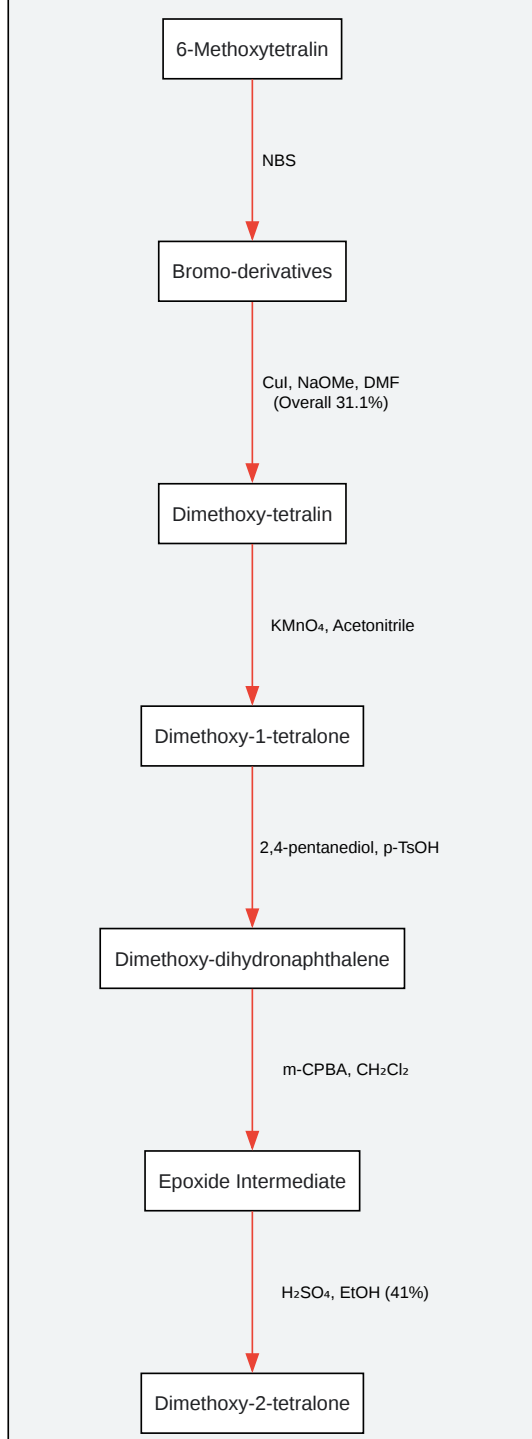 6-Methoxytetralin
NBS
Bromo-derivatives
CuI, NaOMe, DMF
(Overall 31.1%)
Dimethoxy-tetralin
KMnO₄, Acetonitrile
Dimethoxy-1-tetralone
2,4-pentanediol, p-TsOH
Dimethoxy-dihydronaphthalene
m-CPBA, CH₂Cl₂
Epoxide Intermediate
H₂SO₄, EtOH (41%)
Dimethoxy-2-tetralone